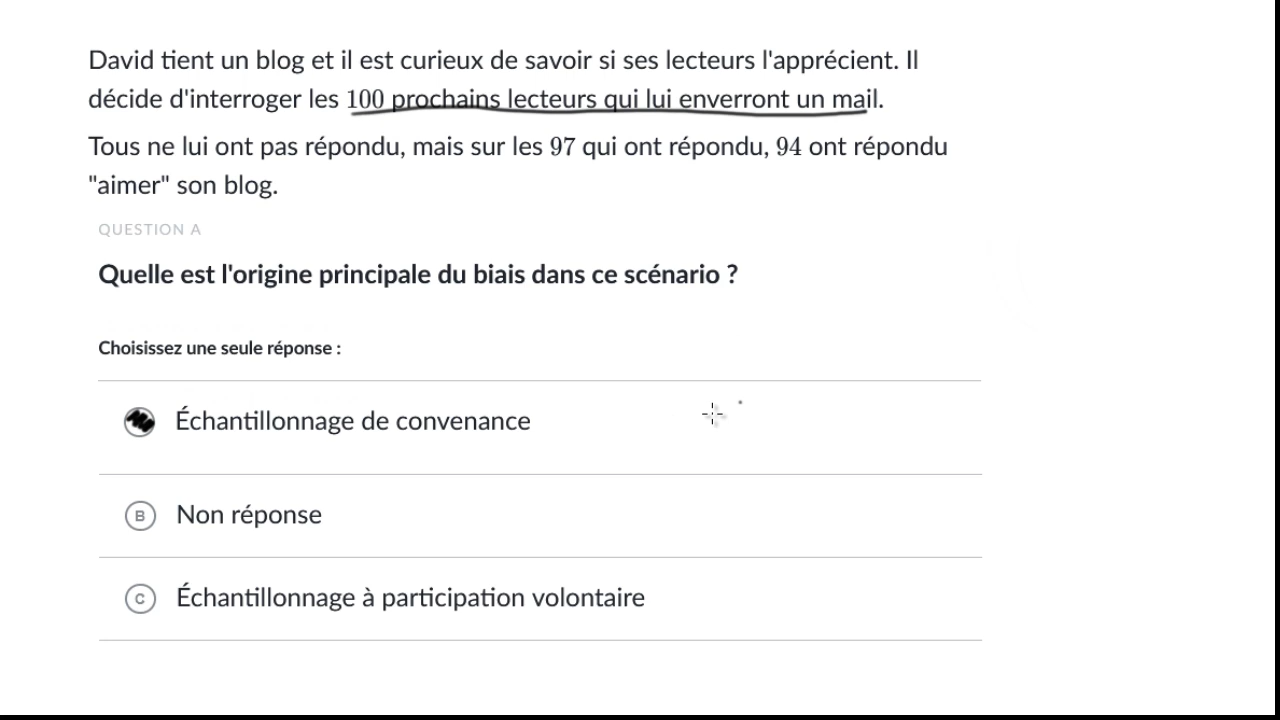 David tient un blog et il est curieux de savoir si ses lecteurs l'apprécient. Il
décide d'interroger les 100 prochains lecteurs qui lui enverront un mail.
Tous ne lui ont pas répondu, mais sur les 97 qui ont répondu, 94 ont répondu
"aimer" son blog.
QUESTION A
Quelle est l'origine principale du biais dans ce scénario ?
Choisissez une seule réponse :
Échantillonnage de convenance
B Non réponse
C Échantillonnage à participation volontaire